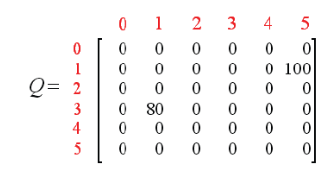 0 1 2 3 4 5
0 0 0 0 0 0 0
1 0 0 0 0 0 100
Q= 2 0 0 0 0 0 0
3 0 80 0 0 0 0
4 0 0 0 0 0 0
5 0 0 0 0 0 0